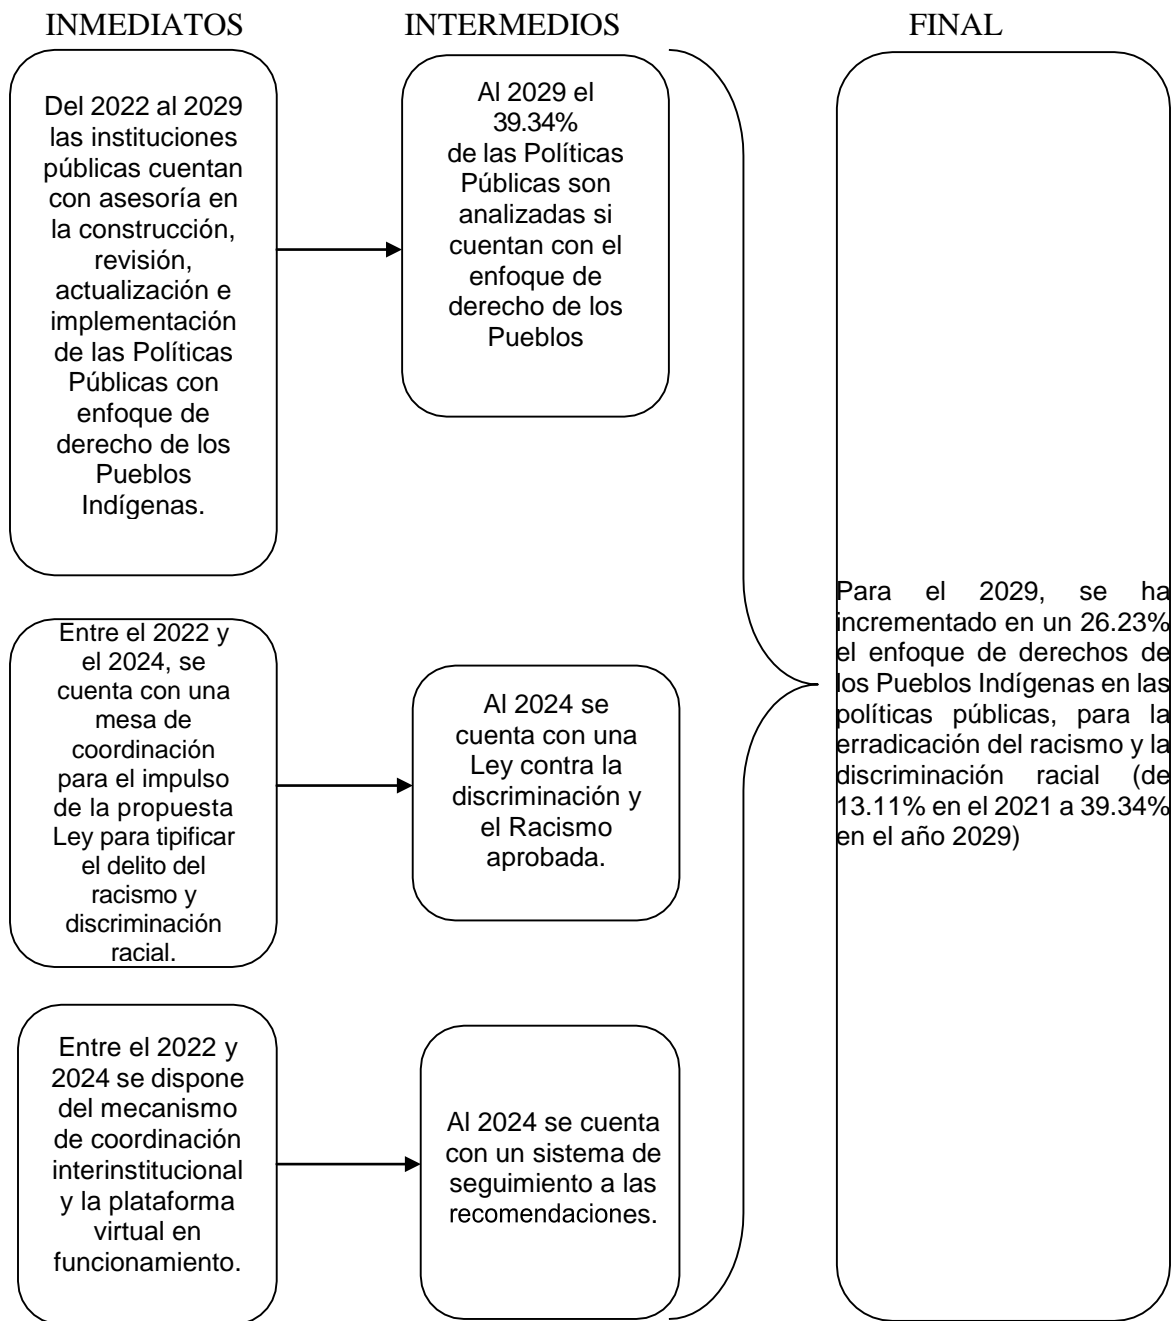 INMEDIATOS
INTERMEDIOS
FINAL
Del 2022 al 2029
las instituciones
públicas cuentan
con asesoría en
la construcción,
revisión,
actualización e
implementación
de las Políticas
Públicas con
enfoque de
derecho de los
Pueblos
Indígenas.
Al 2029 el
39.34%
de las Políticas
Públicas son
analizadas si
cuentan con el
enfoque de
derecho de los
Pueblos
Entre el 2022 y
el 2024, se
cuenta con una
mesa de
coordinación
para el impulso
de la propuesta
Ley para tipificar
el delito del
racismo y
discriminación
racial.
Al 2024 se
cuenta con una
Ley contra la
discriminación y
el Racismo
aprobada.
Entre el 2022 y
2024 se dispone
del mecanismo
de coordinación
interinstitucional
y la plataforma
virtual en
funcionamiento.
Al 2024 se cuenta
con un sistema de
seguimiento a las
recomendaciones.
Para el 2029, se ha
incrementado en un 26.23%
el enfoque de derechos de
los Pueblos Indígenas en las
políticas públicas, para la
erradicación del racismo y la
discriminación racial (de
13.11% en el 2021 a 39.34%
en el año 2029)